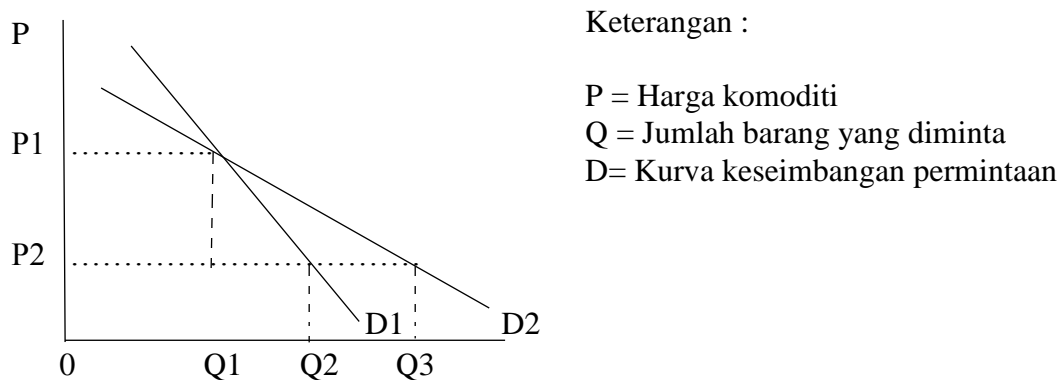 P
Keterangan :
P = Harga komoditi
P1
Q = Jumlah barang yang diminta
D= Kurva keseimbangan permintaan
P2
D1
D2
0
Q1
Q2
Q3